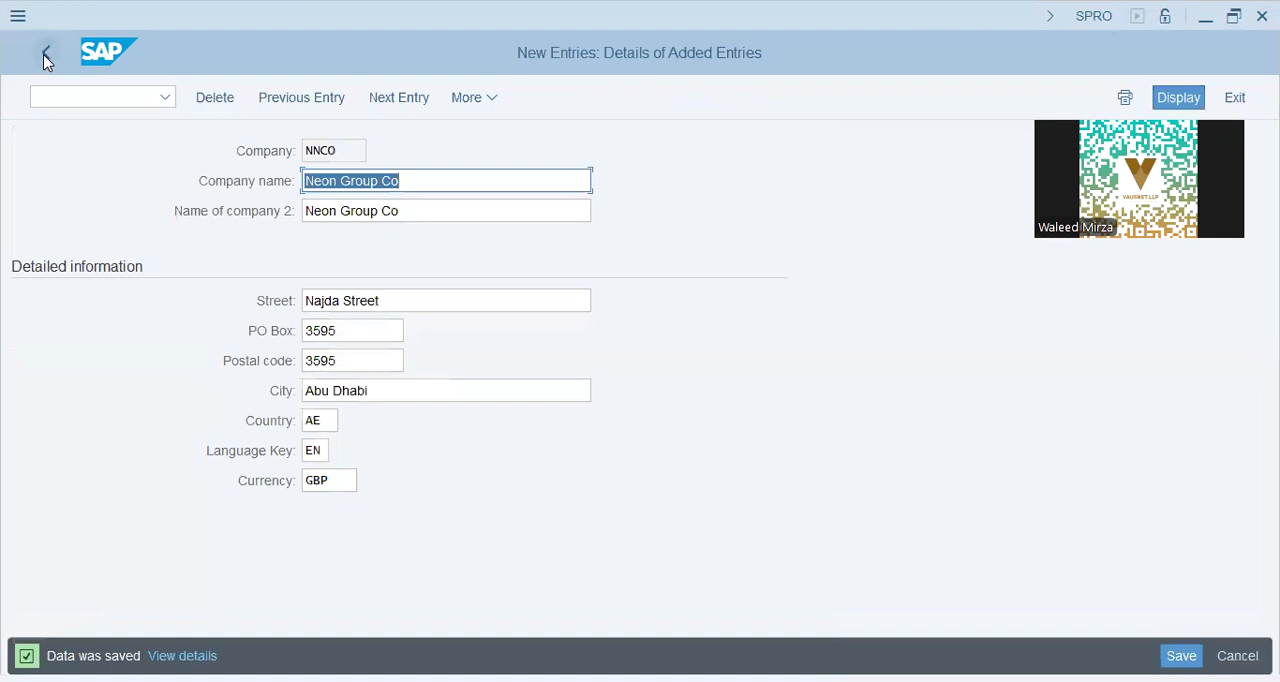 SPRO
SAP
New Entries: Details of Added Entries
Delete
Previous Entry
Next Entry
More
Display
Exit
Company: NNCO
Company name: Neon Group Co
Name of company 2: Neon Group Co
VAUSNET LLP
Waleed Mirza
Detailed information
Street: Najda Street
PO Box: 3595
Postal code: 3595
City: Abu Dhabi
Country: AE
Language Key: EN
Currency: GBP
Data was saved View details
Save
Cancel